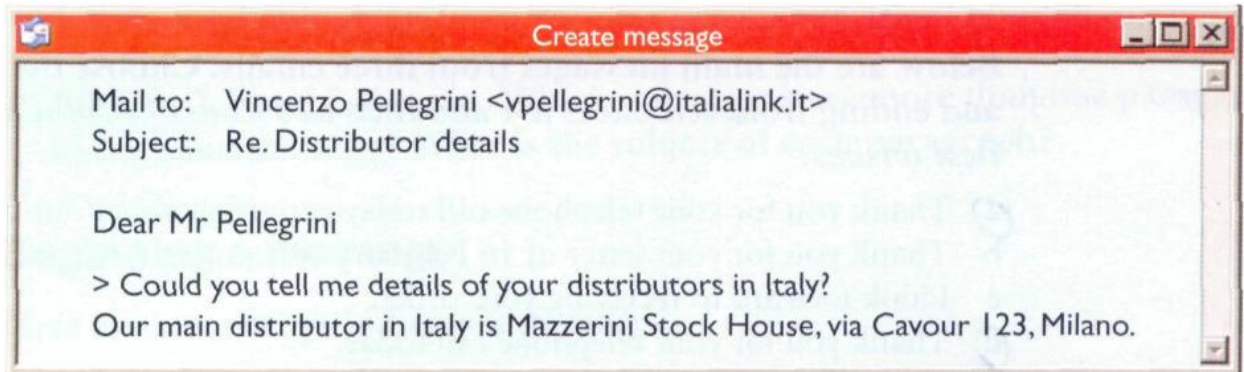 Create message
Mail to: Vincenzo Pellegrini <vpellegrini@italialink.it>
Subject: Re. Distributor details
Dear Mr Pellegrini
> Could you tell me details of your distributors in Italy?
Our main distributor in Italy is Mazzerini Stock House, via Cavour 123, Milano.